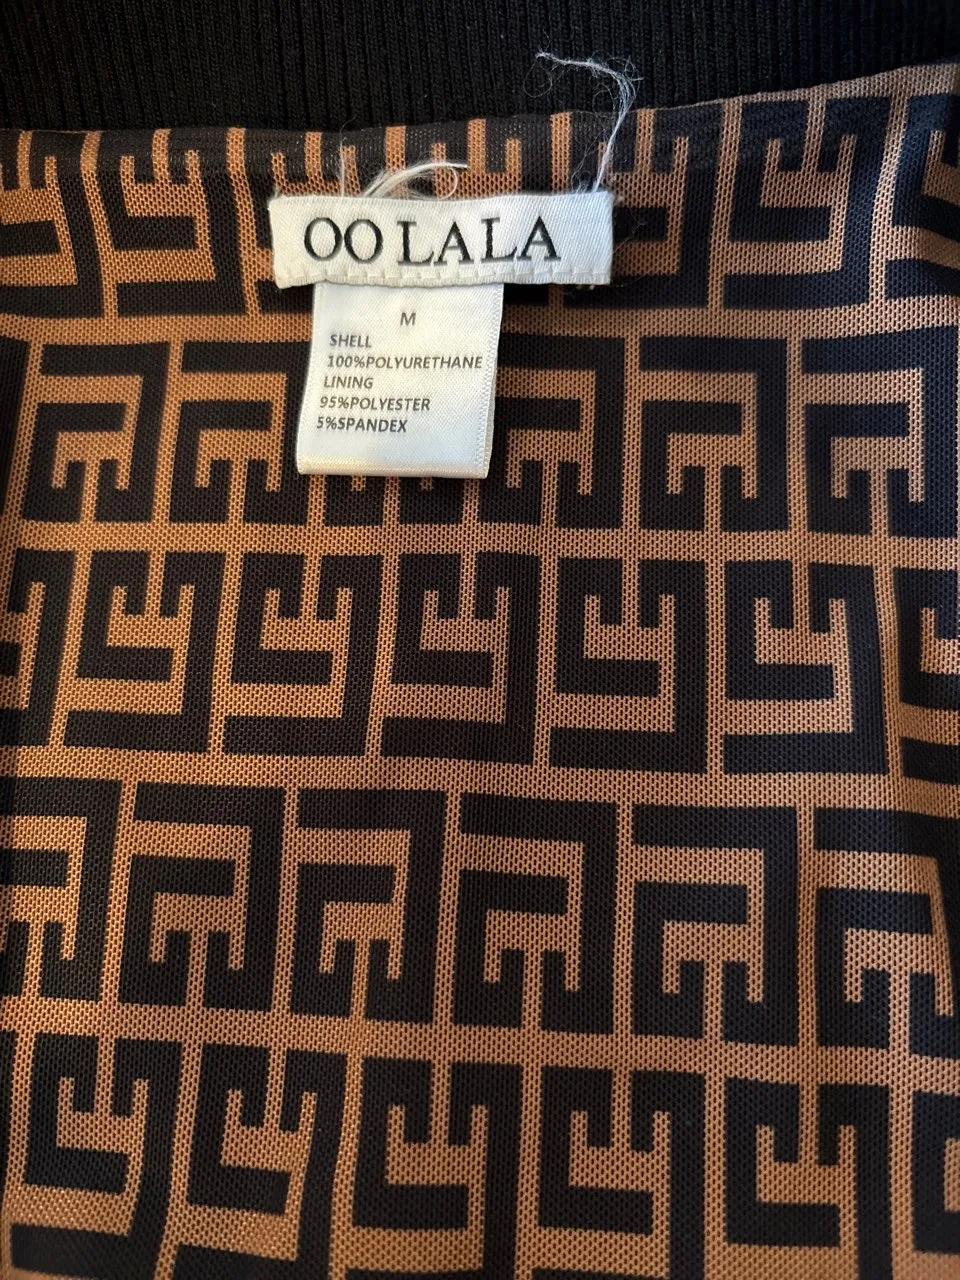 OO LALA
M
SHELL
100%POLYURETHANE
LINING
95%POLYESTER
5%SPANDEX